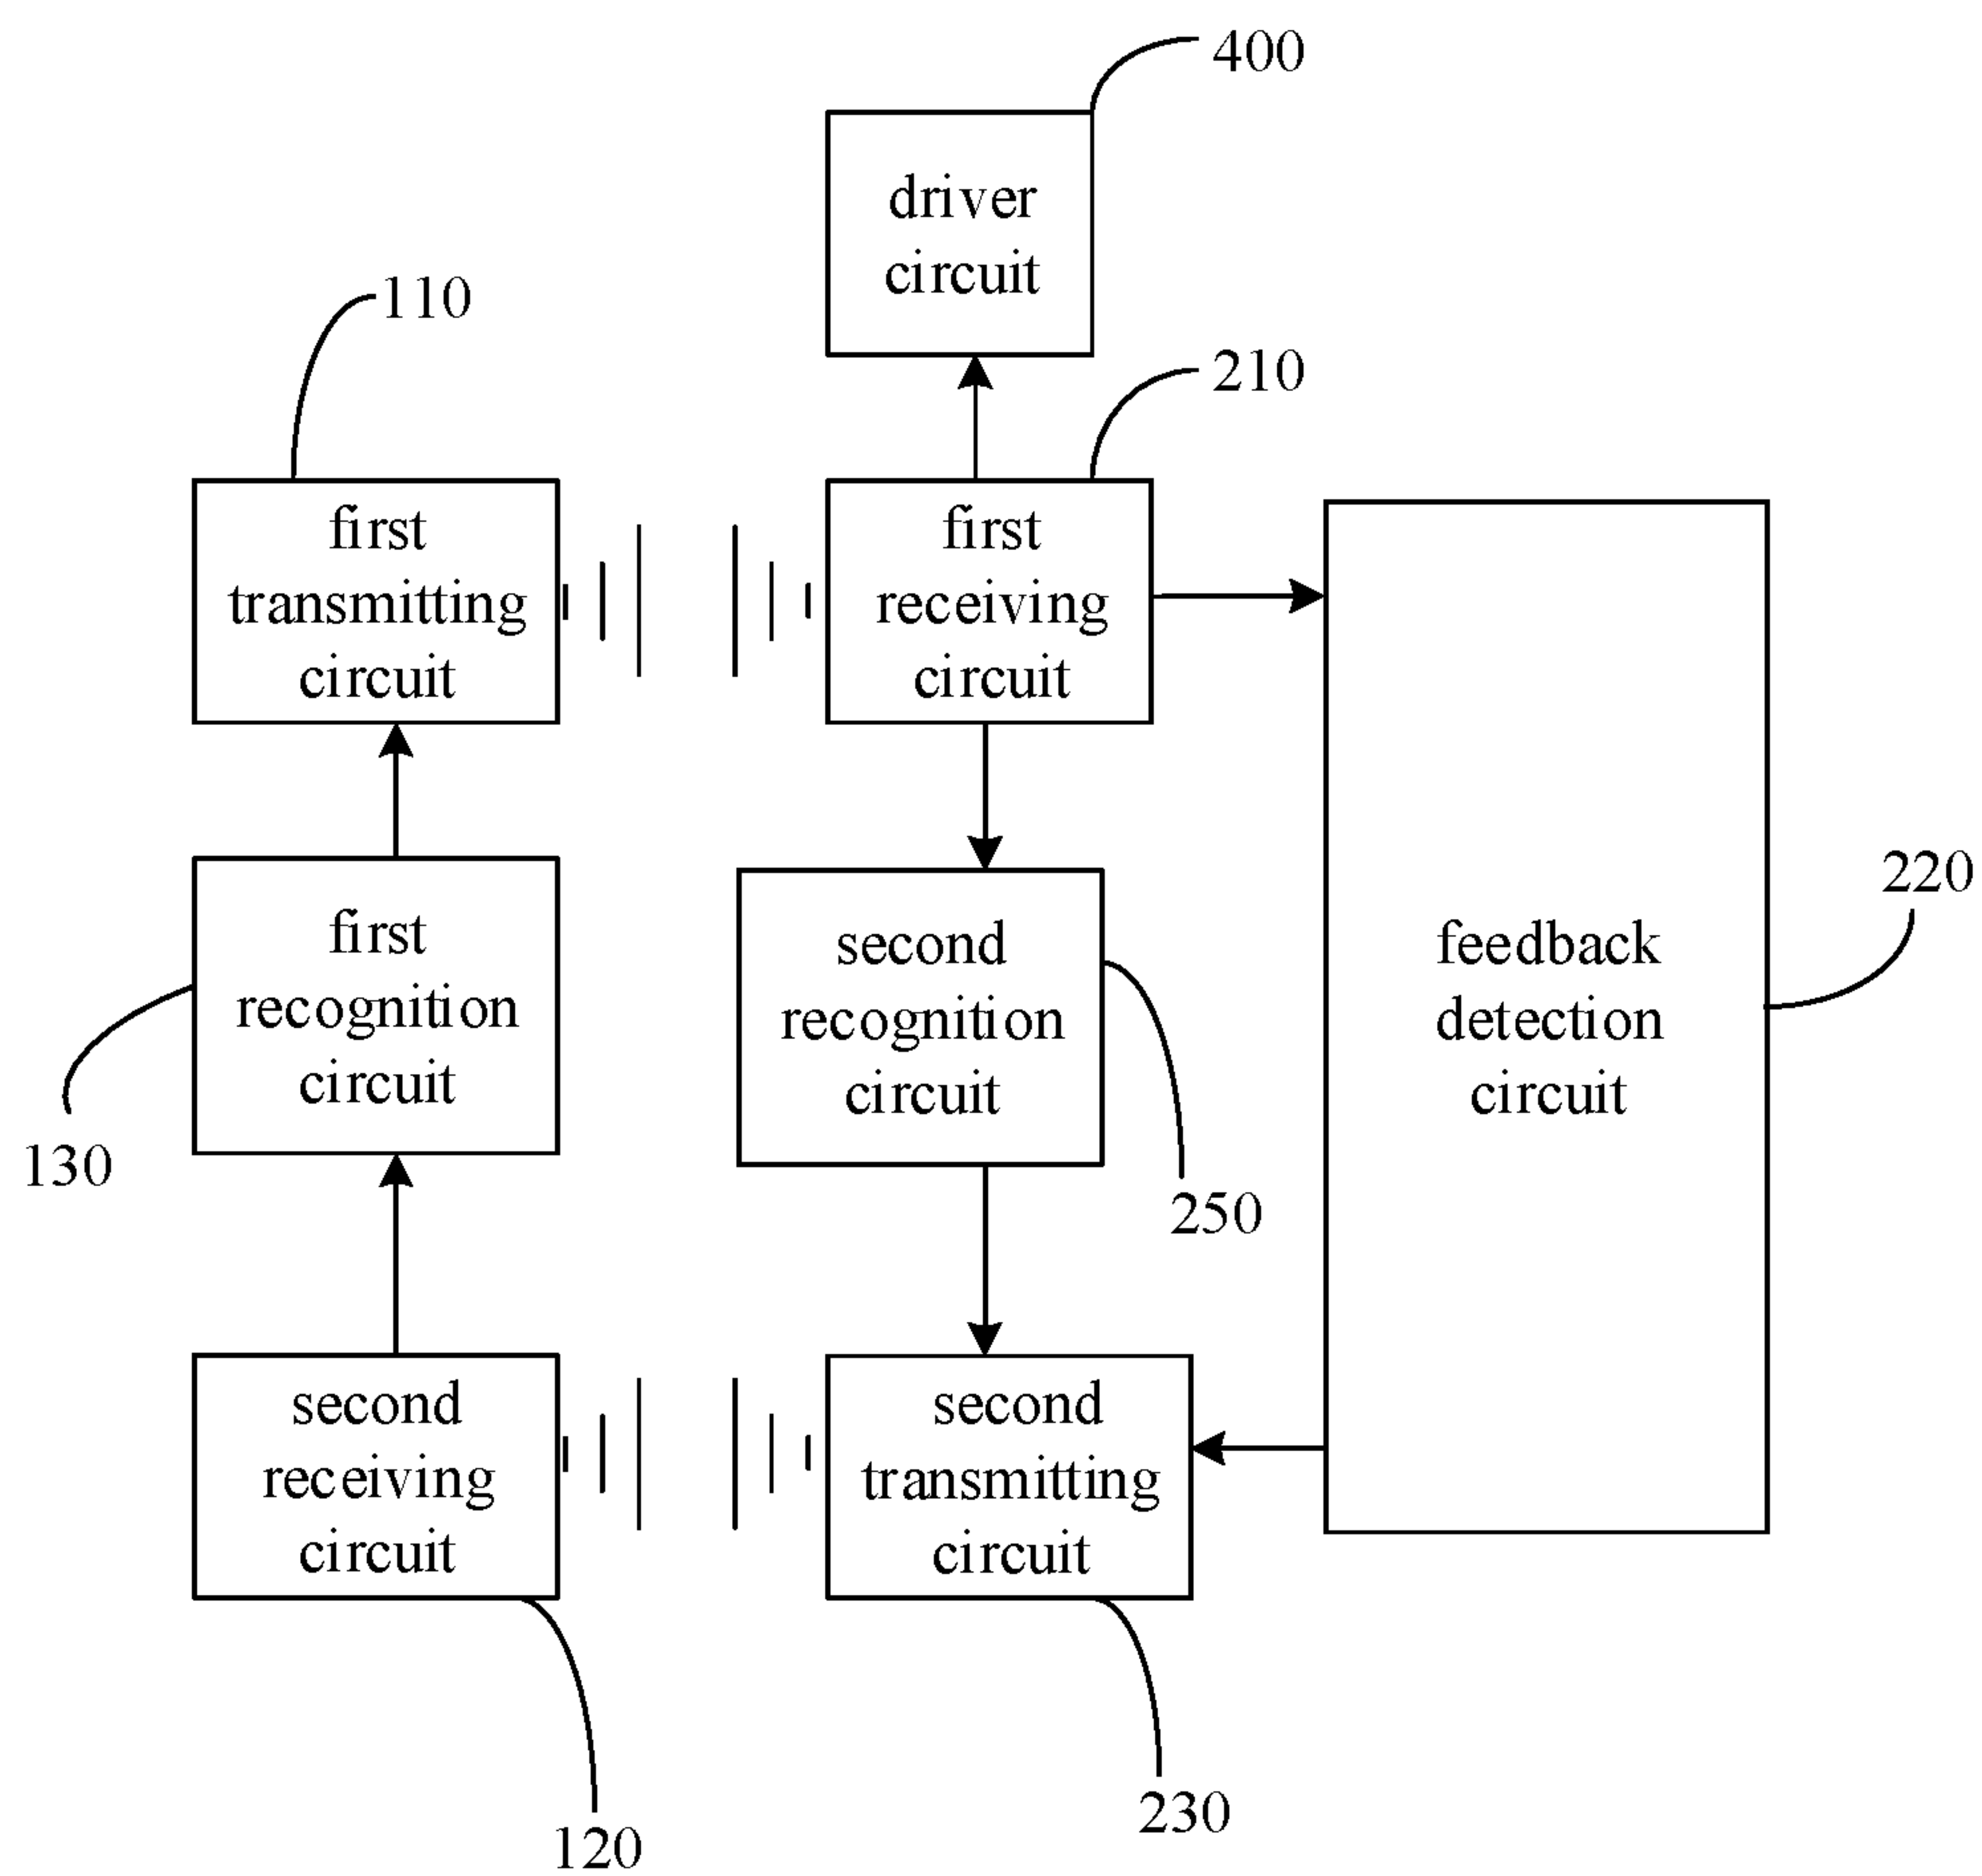 400
driver
circuit
110
210
first
transmitting
circuit
first
receiving
circuit
220
first
recognition
circuit
second
recognition
circuit
feedback
detection
circuit
130
250
second
receiving
circuit
second
transmitting
circuit
230
120